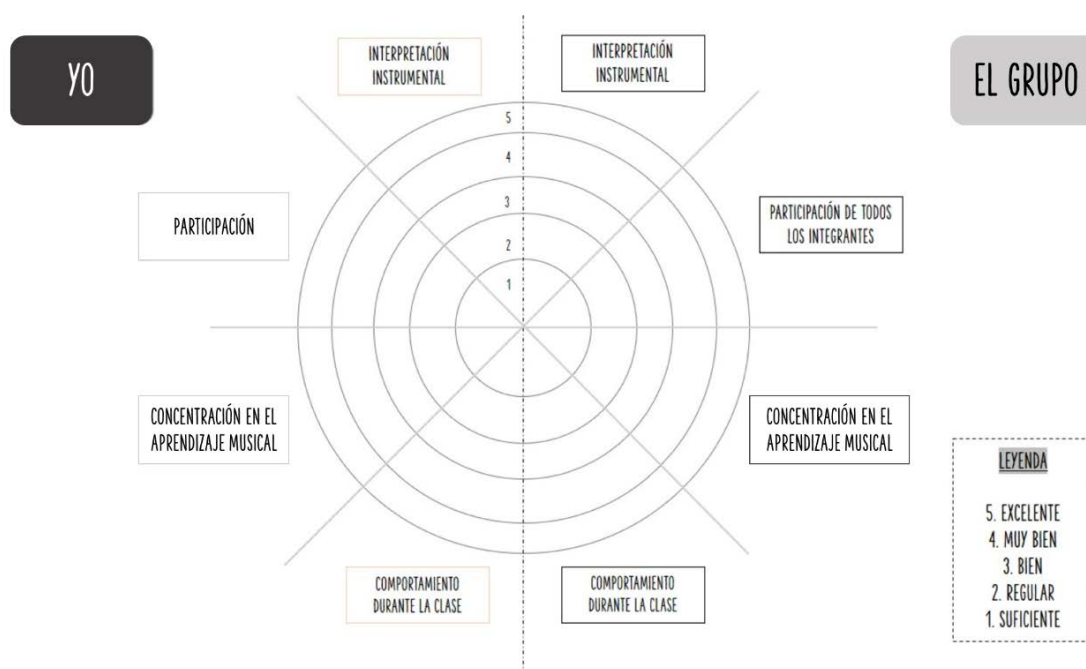 YO
INTERPRETACIÓN
INSTRUMENTAL
INTERPRETACIÓN
INSTRUMENTAL
EL GRUPO
5
4
3
2
1
PARTICIPACIÓN
PARTICIPACIÓN DE TODOS
LOS INTEGRANTES
CONCENTRACIÓN EN EL
APRENDIZAJE MUSICAL
CONCENTRACIÓN EN EL
APRENDIZAJE MUSICAL
COMPORTAMIENTO
DURANTE LA CLASE
COMPORTAMIENTO
DURANTE LA CLASE
LEYENDA
5. EXCELENTE
4. MUY BIEN
3. BIEN
2. REGULAR
1. SUFICIENTE